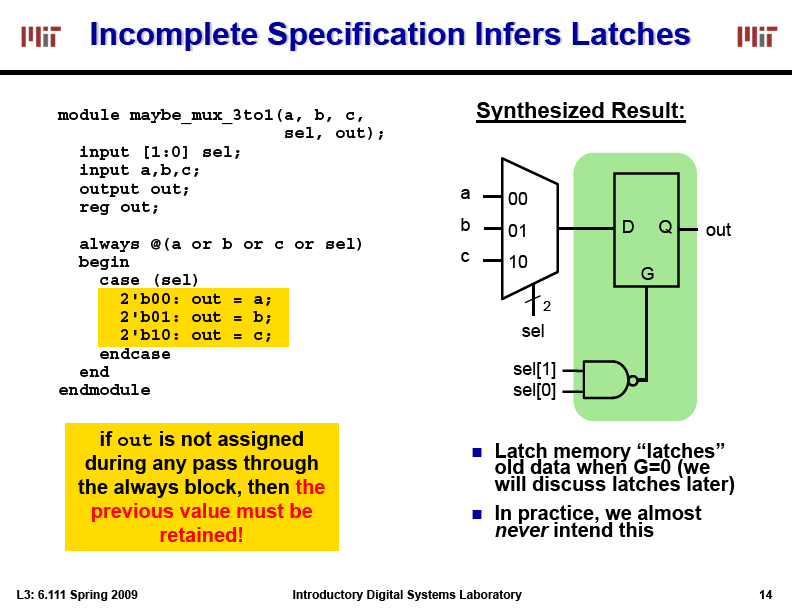 Incomplete Specification Infers Latches
module maybe_mux_3to1(a, b, c,
sel, out);
input [1:0] sel;
input a,b,c;
output out;
reg out;
always @(a or b or c or sel)
begin
case (sel)
2'b00: out = a;
2'b01: out = b;
2'b10: out = c;
endcase
end
endmodule
if out is not assigned
during any pass through
the always block, then the
previous value must be
retained!
Synthesized Result:
a
00
b
01
c
10
2
sel
D
Q
G
out
sel[1]
sel[0]
Latch memory “latches”
old data when G=0 (we
will discuss latches later)
In practice, we almost
never intend this
L3: 6.111 Spring 2009
Introductory Digital Systems Laboratory
14